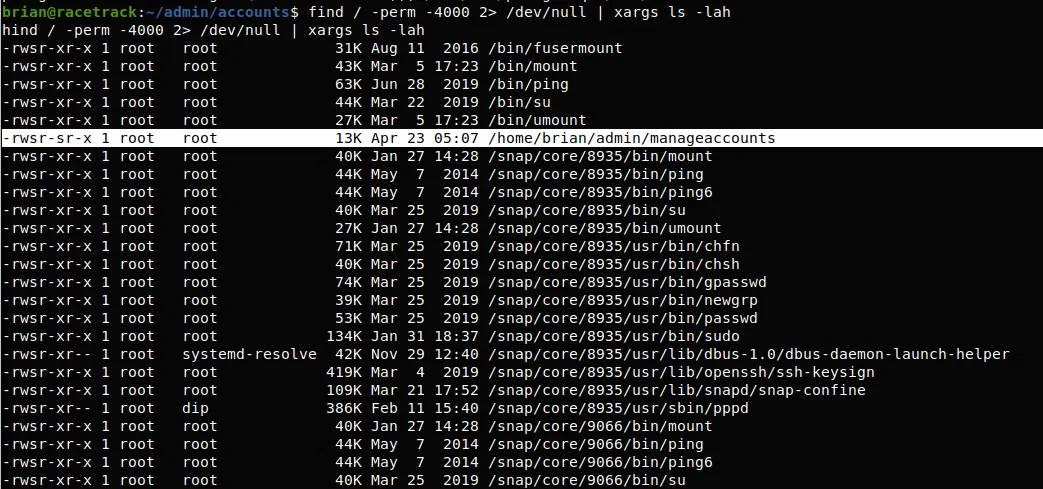 brian@racetrack:~/admin/accounts$ find / -perm -4000 2> /dev/null | xargs ls -lah
hind / -perm -4000 2> /dev/null | xargs ls -lah
-rwsr-xr-x 1 root   root             31K Aug 11  2016 /bin/fusermount
-rwsr-xr-x 1 root   root             43K Mar  5 17:23 /bin/mount
-rwsr-xr-x 1 root   root             63K Jun 28  2019 /bin/ping
-rwsr-xr-x 1 root   root             44K Mar 22  2019 /bin/su
-rwsr-xr-x 1 root   root             27K Mar  5 17:23 /bin/umount
-rwsr-sr-x 1 root   root             13K Apr 23 05:07 /home/brian/admin/manageaccounts
-rwsr-xr-x 1 root   root             40K Jan 27 14:28 /snap/core/8935/bin/mount
-rwsr-xr-x 1 root   root             44K May  7  2014 /snap/core/8935/bin/ping
-rwsr-xr-x 1 root   root             44K May  7  2014 /snap/core/8935/bin/ping6
-rwsr-xr-x 1 root   root             40K Mar 25  2019 /snap/core/8935/bin/su
-rwsr-xr-x 1 root   root             27K Jan 27 14:28 /snap/core/8935/bin/umount
-rwsr-xr-x 1 root   root             71K Mar 25  2019 /snap/core/8935/usr/bin/chfn
-rwsr-xr-x 1 root   root             40K Mar 25  2019 /snap/core/8935/usr/bin/chsh
-rwsr-xr-x 1 root   root             74K Mar 25  2019 /snap/core/8935/usr/bin/gpasswd
-rwsr-xr-x 1 root   root             39K Mar 25  2019 /snap/core/8935/usr/bin/newgrp
-rwsr-xr-x 1 root   root             53K Mar 25  2019 /snap/core/8935/usr/bin/passwd
-rwsr-xr-x 1 root   root            134K Jan 31 18:37 /snap/core/8935/usr/bin/sudo
-rwsr-xr-- 1 root   systemd-resolve  42K Nov 29 12:40 /snap/core/8935/usr/lib/dbus-1.0/dbus-daemon-launch-helper
-rwsr-xr-x 1 root   root            419K Mar  4  2019 /snap/core/8935/usr/lib/openssh/ssh-keysign
-rwsr-xr-x 1 root   root            109K Mar 21 17:52 /snap/core/8935/usr/lib/snapd/snap-confine
-rwsr-xr-- 1 root   dip             386K Feb 11 15:40 /snap/core/8935/usr/sbin/pppd
-rwsr-xr-x 1 root   root             40K Jan 27 14:28 /snap/core/9066/bin/mount
-rwsr-xr-x 1 root   root             44K May  7  2014 /snap/core/9066/bin/ping
-rwsr-xr-x 1 root   root             44K May  7  2014 /snap/core/9066/bin/ping6
-rwsr-xr-x 1 root   root             40K Mar 25  2019 /snap/core/9066/bin/su